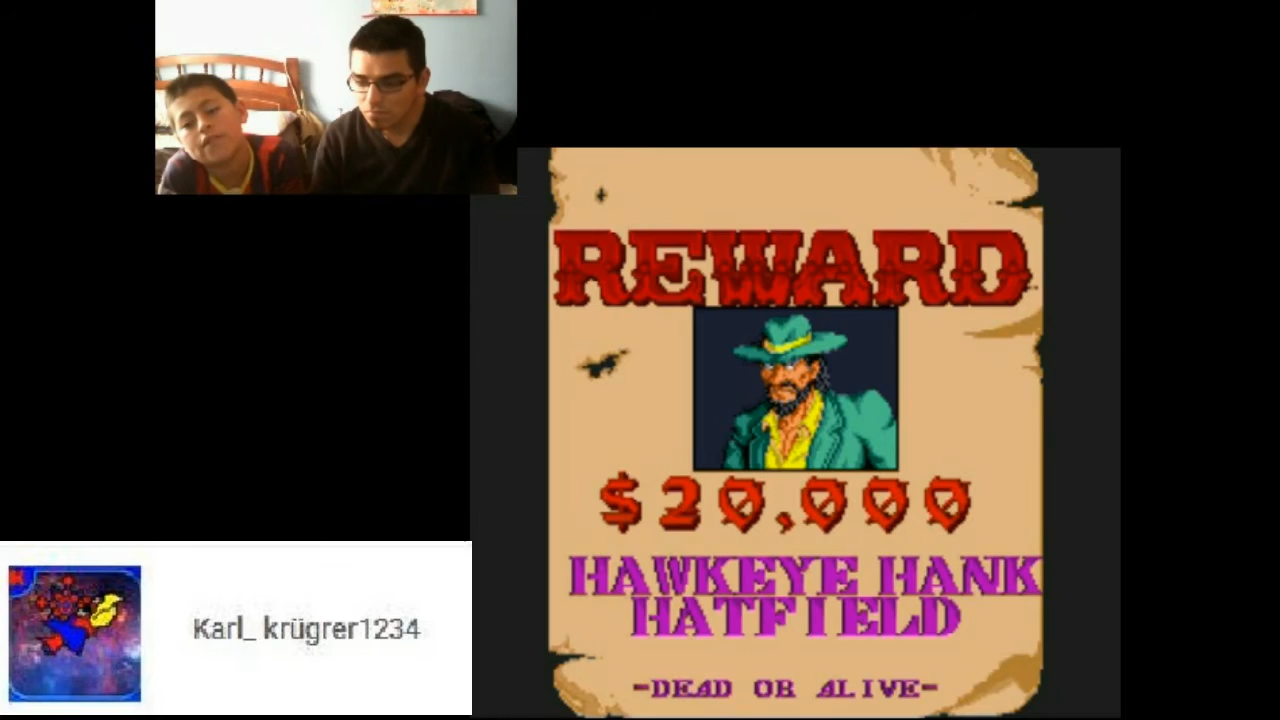 REWARD
$20,000
HAWKEYE HANK
HATFIELD
-DEAD OR ALIVE-
Karl_ krügrer1234